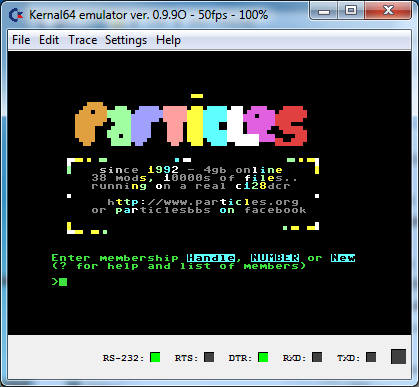 Kernal64 emulator ver. 0.9.9O - 50fps - 100%
File Edit Trace Settings Help
PaRTICLES
since 1992 - 4gb online
38 mods, 10000s of files..
running on a real c128dcr
http://www.particles.org
or particlesbbs on facebook
Enter membership Handle, NUMBER or New
(? for help and list of members)
>
RS-232: RTS: DTR: RXD: TXD: